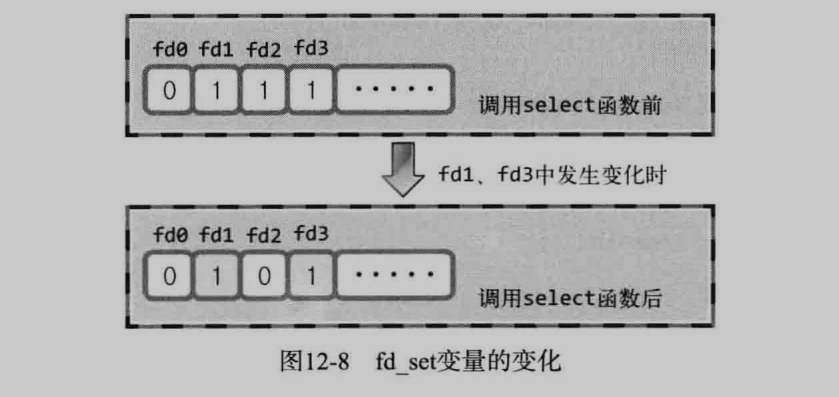 fd0 fd1 fd2 fd3
0 1 1 1 ·····
调用select函数前
fd1、fd3中发生变化时
fd0 fd1 fd2 fd3
0 1 0 1 ·····
调用select函数后
图12-8 fd_set变量的变化